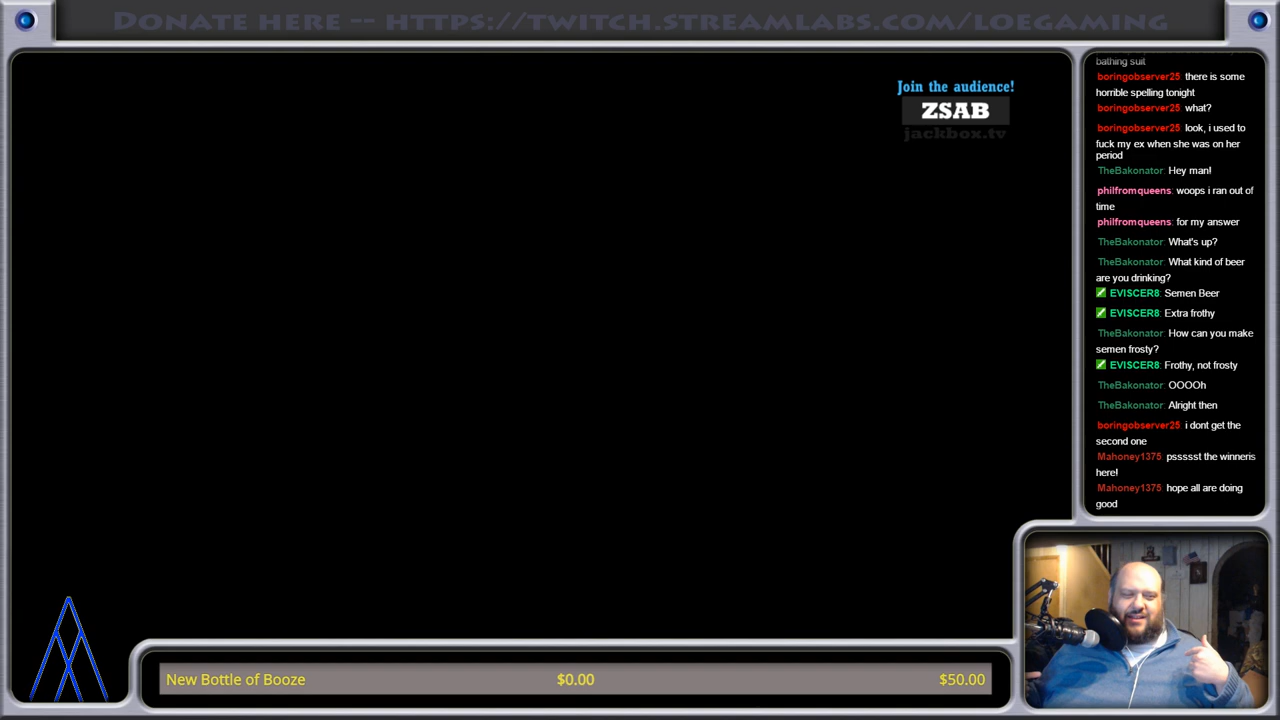 Donate here -- https://twitch.streamlabs.com/loegaming
Join the audience!
ZSAB
jackbox.tv
bathing suit
boringobserver25 there is some
horrible spelling tonight
boringobserver25 what?
boringobserver25 look, i used to
fuck my ex when she was on her
period
TheBakonator: Hey man!
philfromqueens: woops i ran out of
time
philfromqueens: for my answer
TheBakonator: What's up?
TheBakonator: What kind of beer
are you drinking?
EVISCER8: Semen Beer
EVISCER8: Extra frothy
TheBakonator: How can you make
semen frosty?
EVISCER8: Frothy, not frosty
TheBakonator: OOOOh
TheBakonator: Alright then
boringobserver25 i dont get the
second one
Mahoney1375 pssssst the winneris
here!
Mahoney1375 hope all are doing
good
New Bottle of Booze $0.00 $50.00